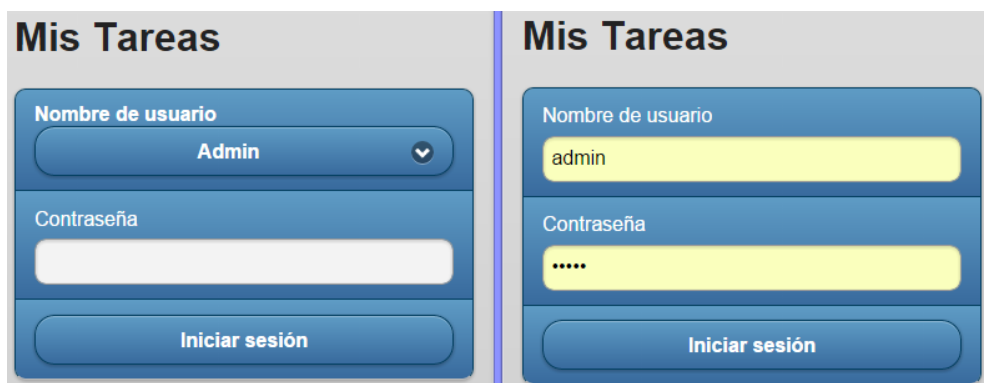 Mis Tareas
Nombre de usuario
Admin
Contraseña
Iniciar sesión
Mis Tareas
Nombre de usuario
admin
Contraseña
•••••
Iniciar sesión